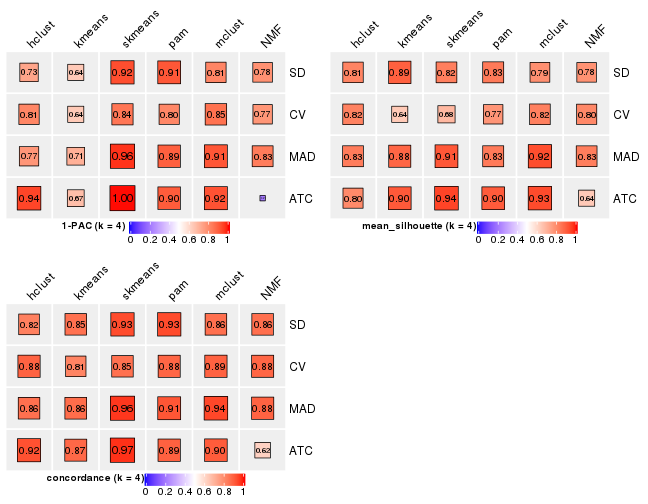 hclust kmeans skmeans pam mclust NMF
0.73 0.64 0.92 0.91 0.81 0.78 SD
0.81 0.64 0.84 0.80 0.85 0.77 CV
0.77 0.71 0.96 0.89 0.91 0.83 MAD
0.94 0.67 1.00 0.90 0.92 ATC
1-PAC (k = 4)
0 0.2 0.4 0.6 0.8 1
hclust kmeans skmeans pam mclust NMF
0.81 0.89 0.82 0.83 0.79 0.78 SD
0.82 0.64 0.68 0.77 0.82 0.80 CV
0.83 0.88 0.91 0.83 0.92 0.83 MAD
0.80 0.90 0.94 0.90 0.93 0.64 ATC
mean_silhouette (k = 4)
0 0.2 0.4 0.6 0.8 1
hclust kmeans skmeans pam mclust NMF
0.82 0.85 0.93 0.93 0.86 0.86 SD
0.88 0.81 0.85 0.88 0.89 0.88 CV
0.86 0.86 0.96 0.91 0.94 0.88 MAD
0.92 0.87 0.97 0.89 0.90 0.62 ATC
concordance (k = 4)
0 0.2 0.4 0.6 0.8 1